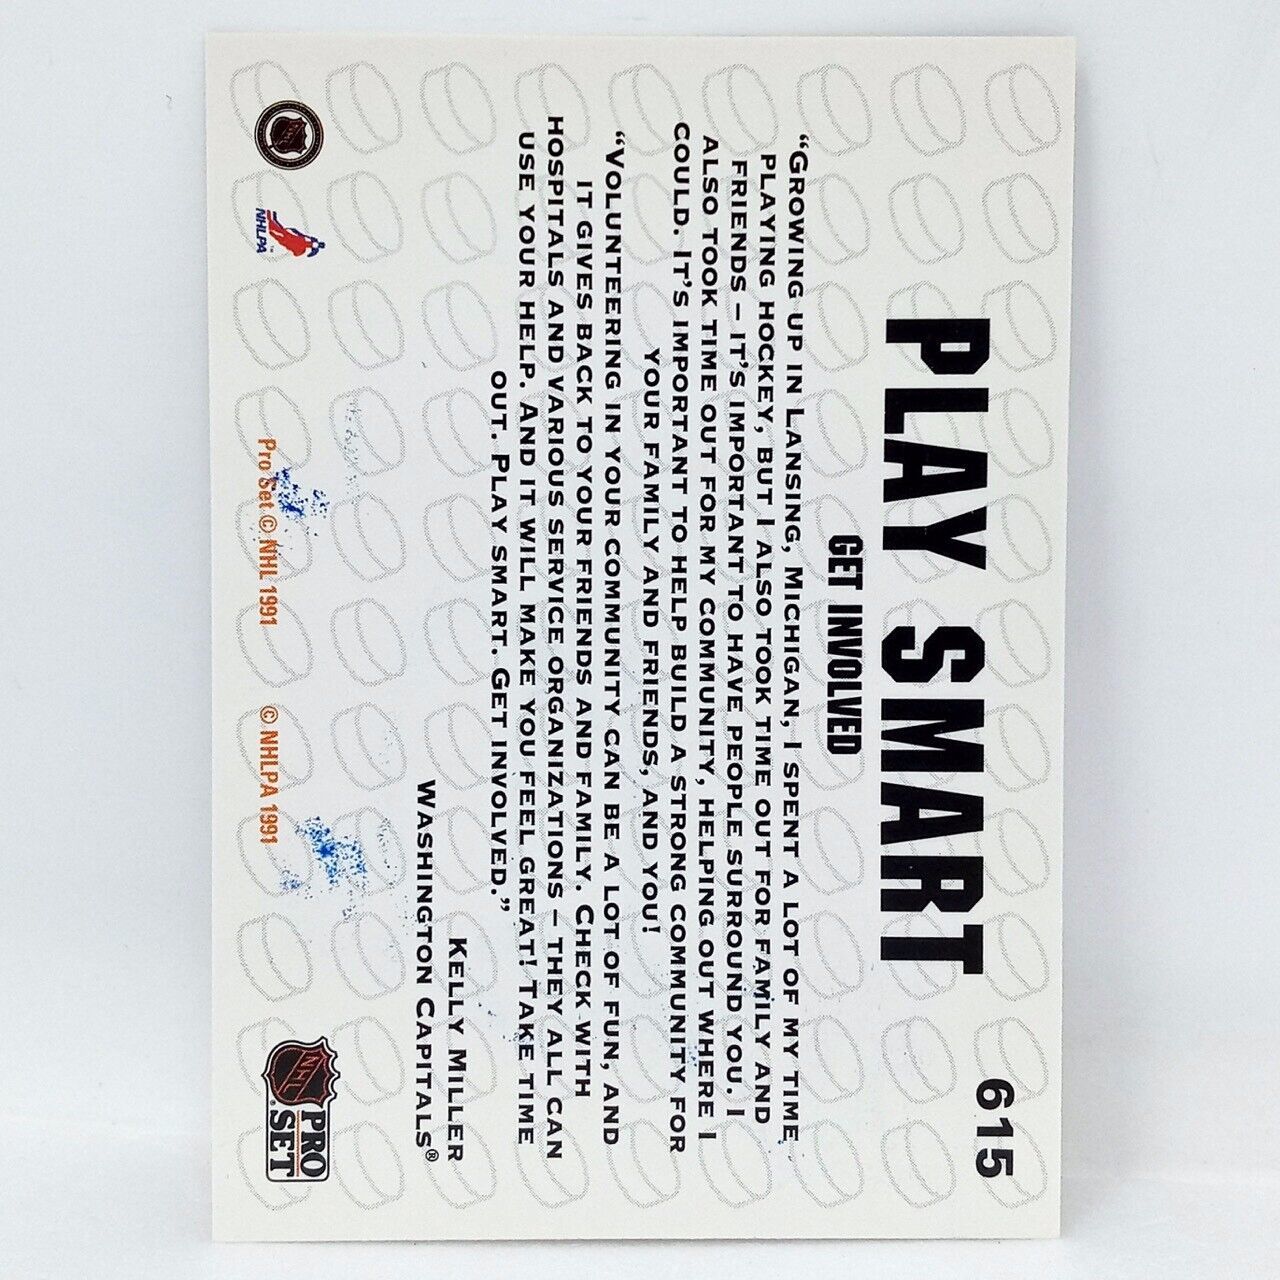 615
PLAY SMART
GET INVOLVED
“GROWING UP IN LANSING, MICHIGAN, I SPENT A LOT OF MY TIME
PLAYING HOCKEY, BUT I ALSO TOOK TIME OUT FOR FAMILY AND
FRIENDS – IT'S IMPORTANT TO HAVE PEOPLE SURROUND YOU. I
ALSO TOOK TIME OUT FOR MY COMMUNITY, HELPING OUT WHERE I
COULD. IT'S IMPORTANT TO HELP BUILD A STRONG COMMUNITY FOR
YOUR FAMILY AND FRIENDS, AND YOU!
“VOLUNTEERING IN YOUR COMMUNITY CAN BE A LOT OF FUN, AND
IT GIVES BACK TO YOUR FRIENDS AND FAMILY. CHECK WITH
HOSPITALS AND VARIOUS SERVICE ORGANIZATIONS – THEY ALL CAN
USE YOUR HELP. AND IT WILL MAKE YOU FEEL GREAT! TAKE TIME
OUT. PLAY SMART. GET INVOLVED.”
KELLY MILLER
WASHINGTON CAPITALS®
NHLPA™
Pro Set © NHL 1991
© NHLPA 1991
NHL
PRO
SET